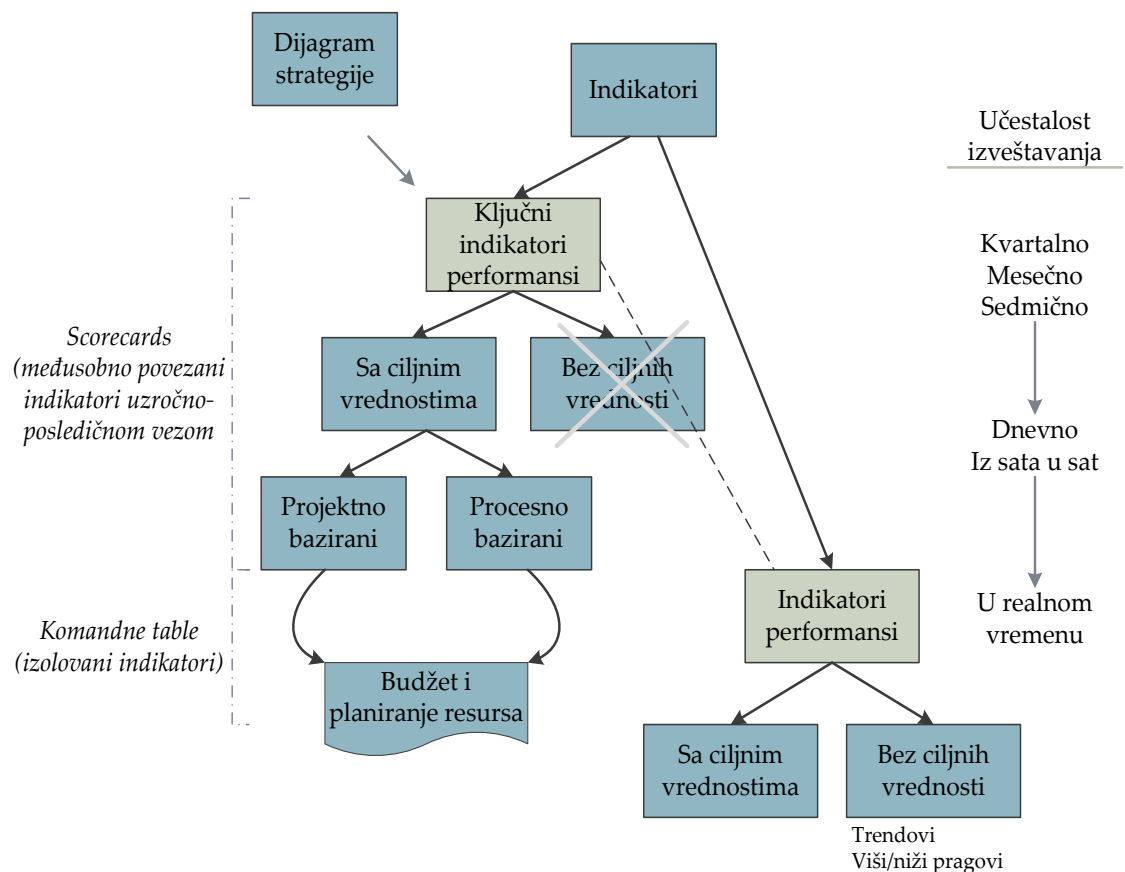 Dijagram
strategije
Indikatori
Učestalost
izveštavanja
Ključni
indikatori
performansi
Kvartalno
Mesečno
Sedmično
Scorecards
(međusobno povezani
indikatori uzročno-
posledičnom vezom
Sa ciljnim
vrednostima
Bez ciljnih
vrednosti
Dnevno
Iz sata u sat
Projektno
bazirani
Procesno
bazirani
Komandne table
(izolovani indikatori)
Indikatori
performansi
U realnom
vremenu
Budžet i
planiranje resursa
Sa ciljnim
vrednostima
Bez ciljnih
vrednosti
Trendovi
Viši/niži pragovi